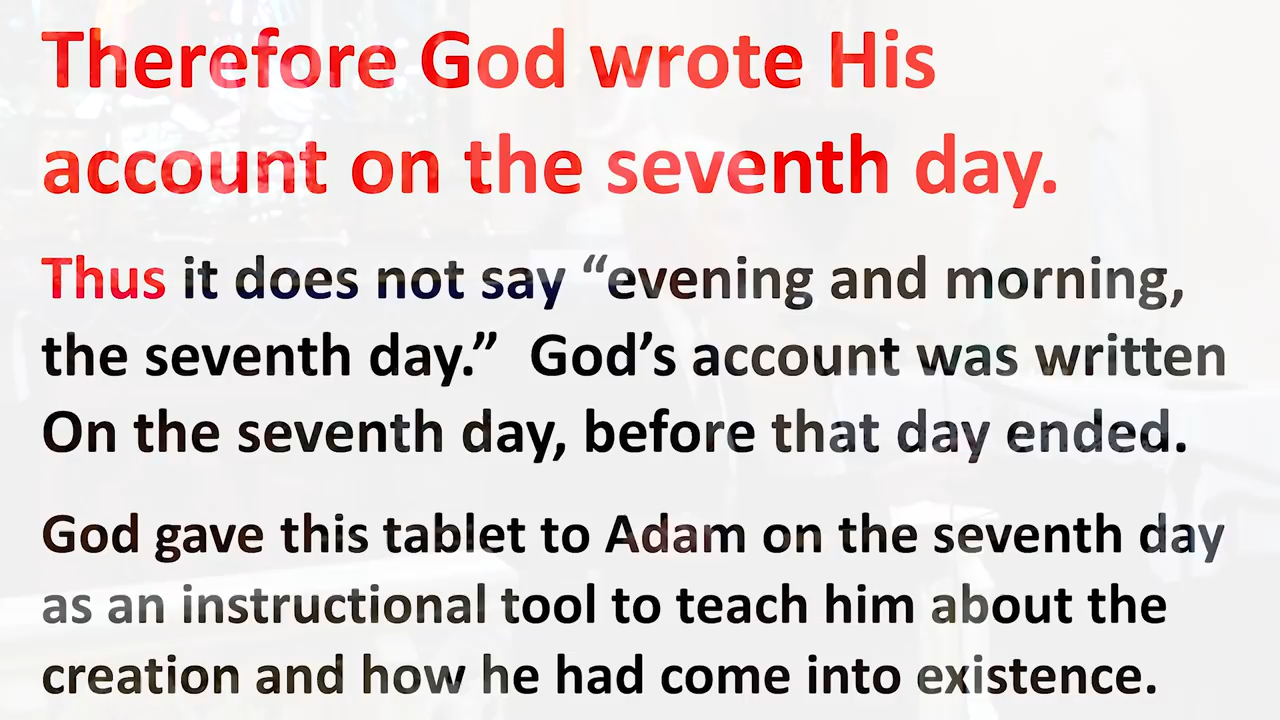 Therefore God wrote His
account on the seventh day.
Thus it does not say “evening and morning,
the seventh day.”  God’s account was written
On the seventh day, before that day ended.
God gave this tablet to Adam on the seventh day
as an instructional tool to teach him about the
creation and how he had come into existence.